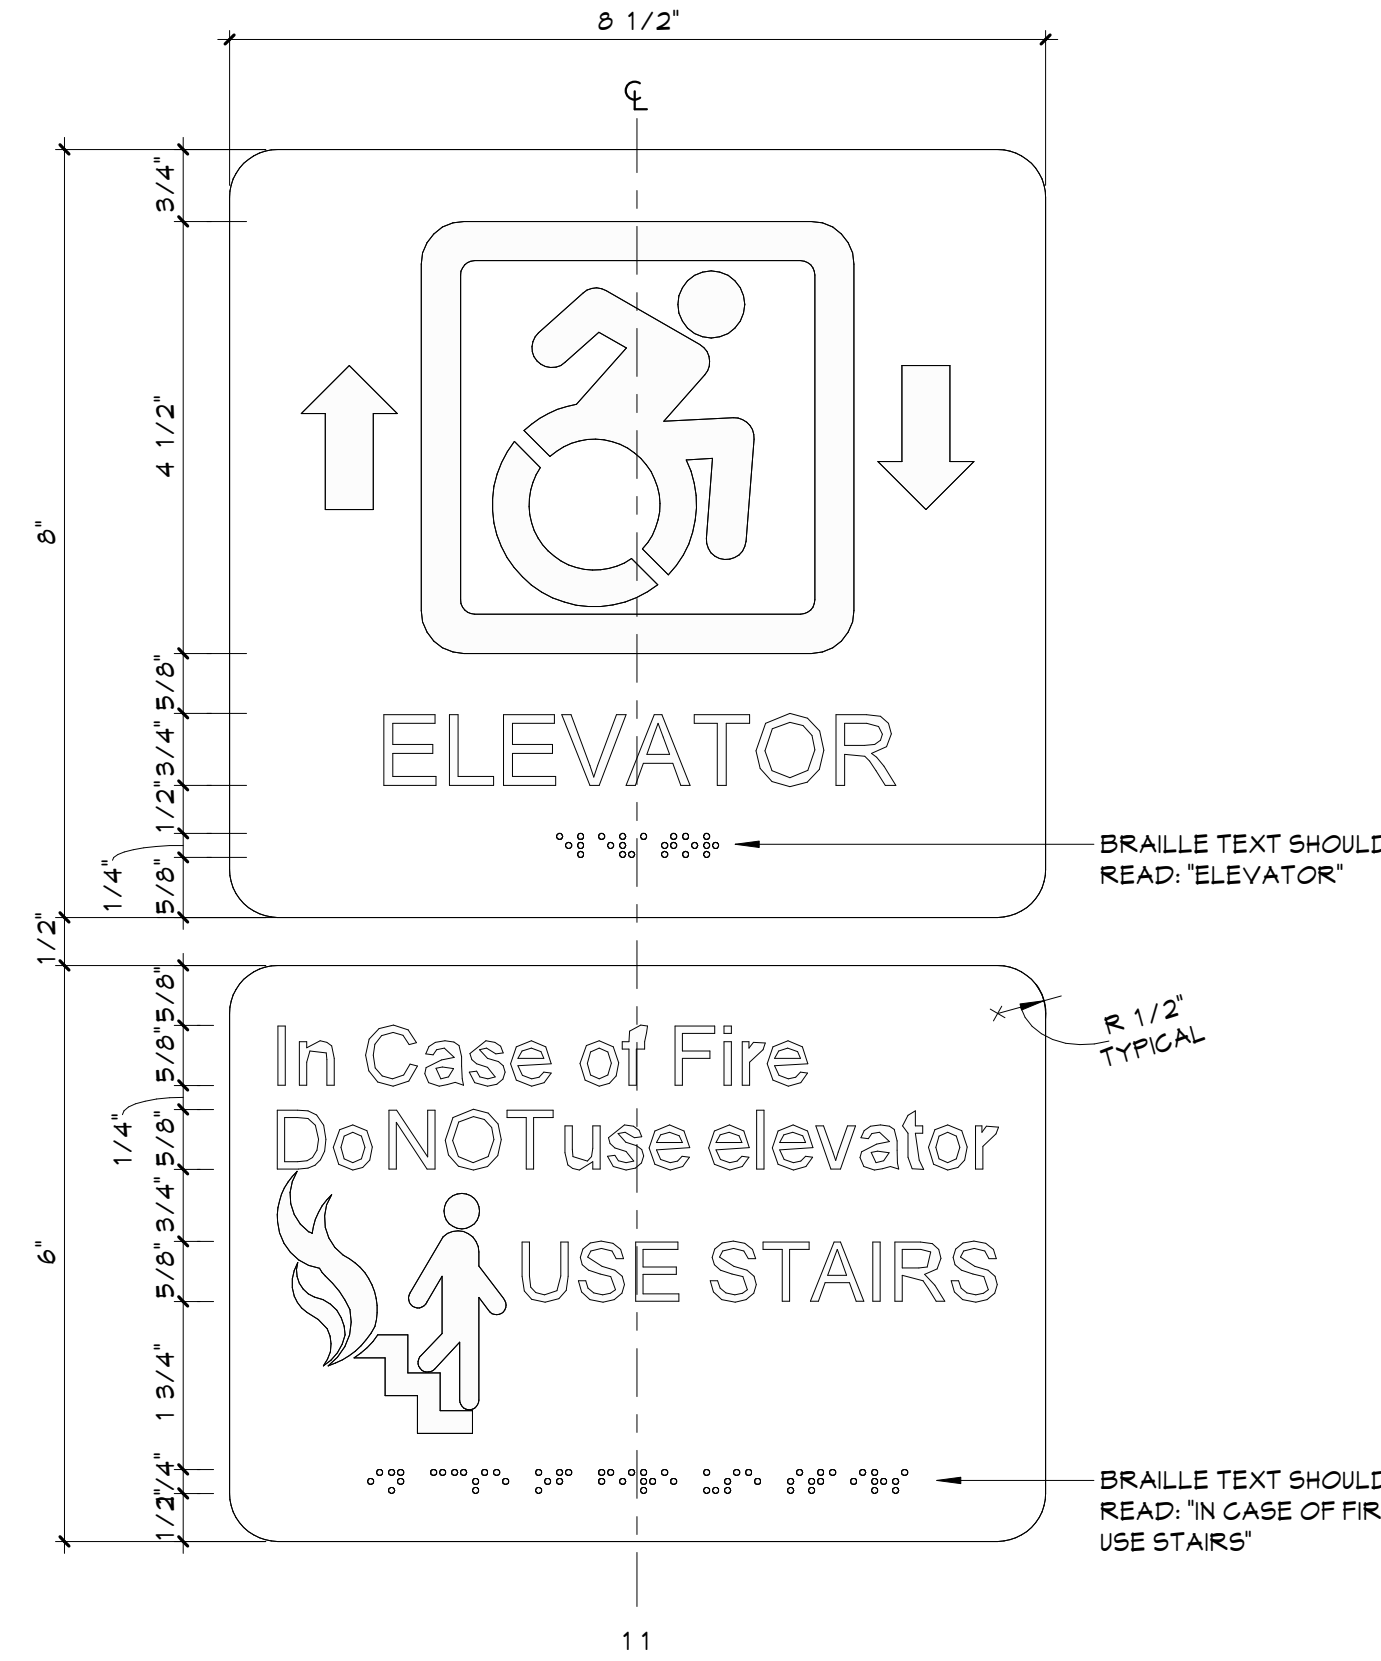 8 1/2"
℄
3/4"
4 1/2"
8"
5/8"
3/4"
ELEVATOR
1/2"
1/4"
BRAILLE TEXT SHOULD
READ: "ELEVATOR"
5/8"
1/2"
5/8"
R 1/2"
TYPICAL
In Case of Fire
5/8"
1/4"
Do NOT use elevator
5/8"
3/4"
6"
USE STAIRS
5/8"
1 3/4"
1/4"
BRAILLE TEXT SHOULD
READ: "IN CASE OF FIR
USE STAIRS"
1/2"
11